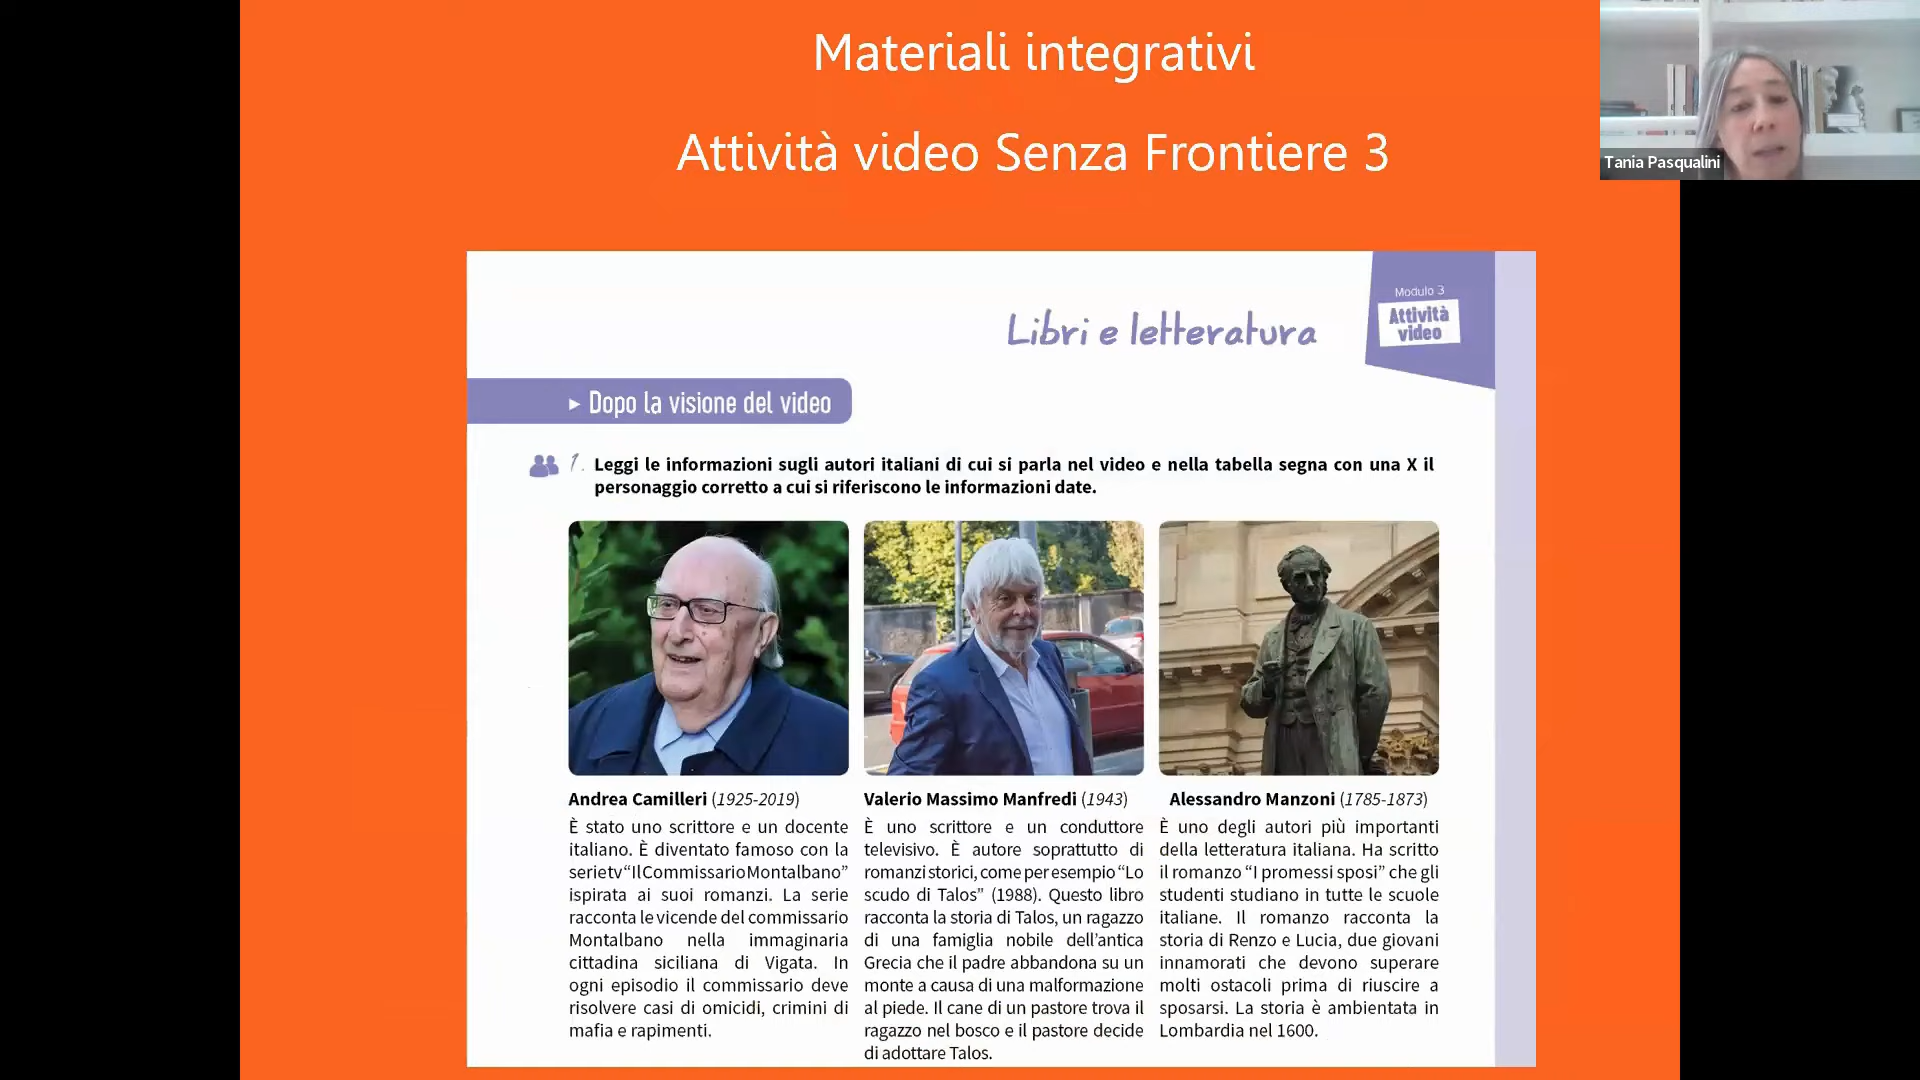 Materiali integrativi
Attività video Senza Frontiere 3
Tania Pasqualini
Modulo 3
Attività
video
Libri e letteratura
▸ Dopo la visione del video
1. Leggi le informazioni sugli autori italiani di cui si parla nel video e nella tabella segna con una X il
personaggio corretto a cui si riferiscono le informazioni date.
Andrea Camilleri (1925-2019)
È stato uno scrittore e un docente
italiano. È diventato famoso con la
serie tv “Il Commissario Montalbano”
ispirata ai suoi romanzi. La serie
racconta le vicende del commissario
Montalbano nella immaginaria
cittadina siciliana di Vigata. In
ogni episodio il commissario deve
risolvere casi di omicidi, crimini di
mafia e rapimenti.
Valerio Massimo Manfredi (1943)
È uno scrittore e un conduttore
televisivo. È autore soprattutto di
romanzi storici, come per esempio “Lo
scudo di Talos” (1988). Questo libro
racconta la storia di Talos, un ragazzo
di una famiglia nobile dell’antica
Grecia che il padre abbandona su un
monte a causa di una malformazione
al piede. Il cane di un pastore trova il
ragazzo nel bosco e il pastore decide
di adottare Talos.
Alessandro Manzoni (1785-1873)
È uno degli autori più importanti
della letteratura italiana. Ha scritto
il romanzo “I promessi sposi” che gli
studenti studiano in tutte le scuole
italiane. Il romanzo racconta la
storia di Renzo e Lucia, due giovani
innamorati che devono superare
molti ostacoli prima di riuscire a
sposarsi. La storia è ambientata in
Lombardia nel 1600.